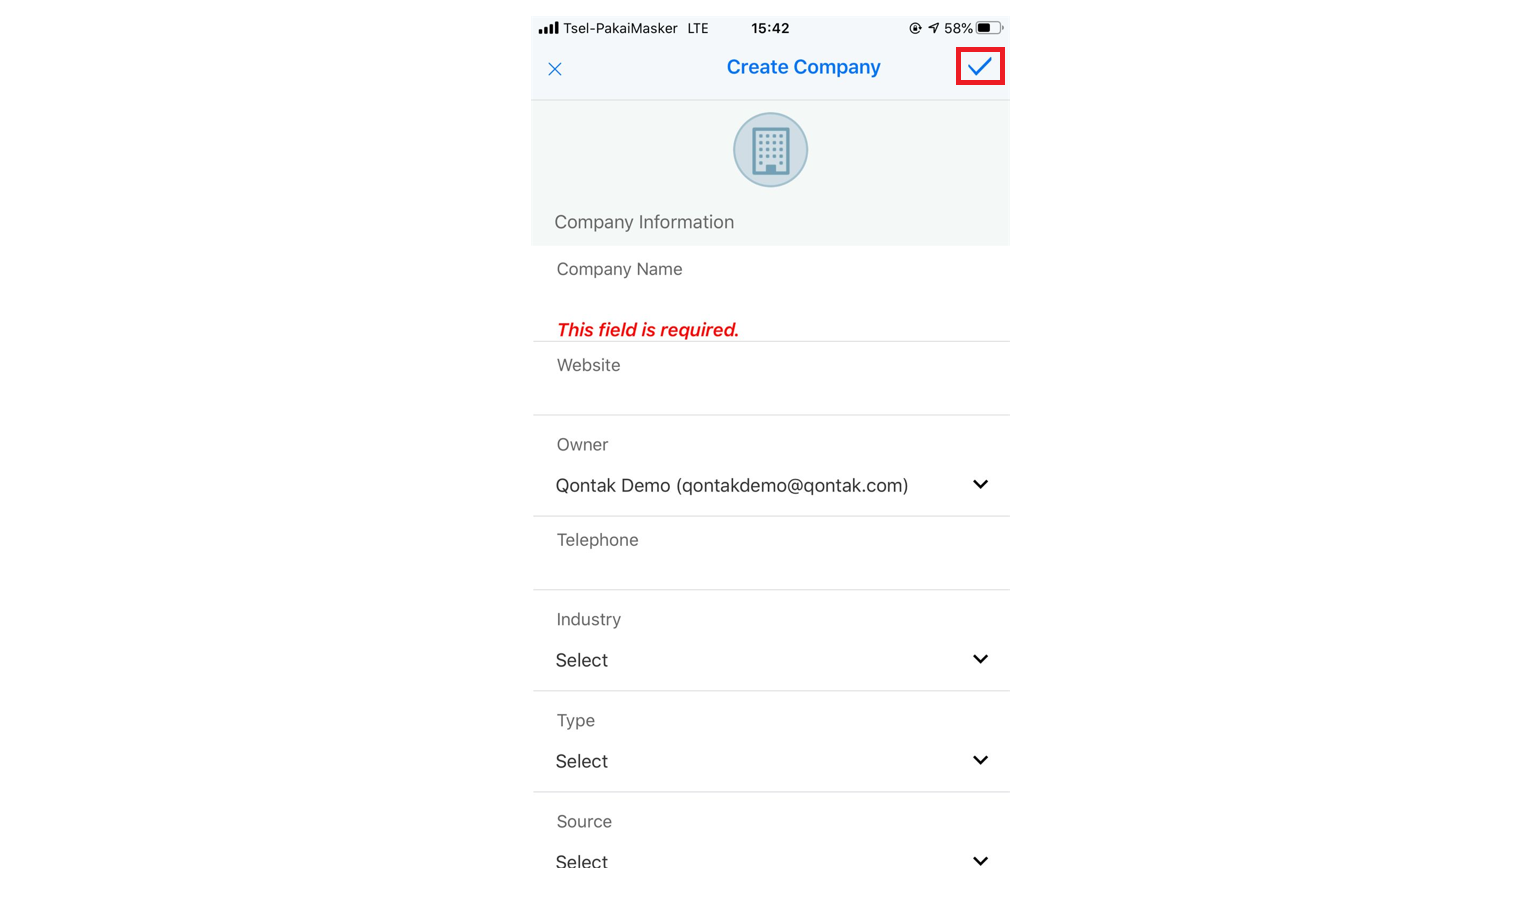 Tsel-PakaiMasker LTE 15:42 58%
Create Company
Company Information
Company Name
This field is required.
Website
Owner
Qontak Demo (qontakdemo@qontak.com)
Telephone
Industry
Select
Type
Select
Source
Select